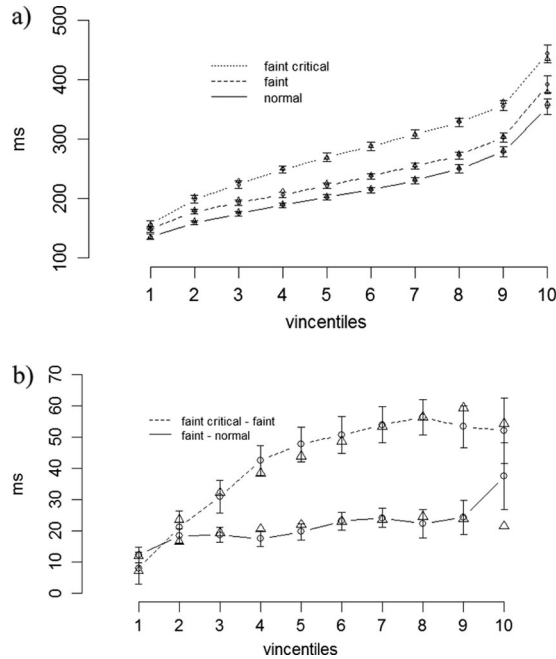 a)
500
400
300
200
100
ms
faint critical
faint
normal
1 2 3 4 5 6 7 8 9 10
vincentiles
b)
70
60
50
40
30
20
10
0
ms
faint critical - faint
faint - normal
1 2 3 4 5 6 7 8 9 10
vincentiles